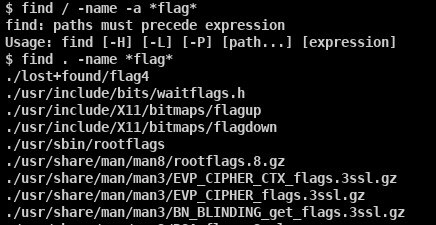 $ find / -name -a *flag*
find: paths must precede expression
Usage: find [-H] [-L] [-P] [path...] [expression]
$ find . -name *flag*
./lost+found/flag4
./usr/include/bits/waitflags.h
./usr/include/X11/bitmaps/flagup
./usr/include/X11/bitmaps/flagdown
./usr/sbin/rootflags
./usr/share/man/man8/rootflags.8.gz
./usr/share/man/man3/EVP_CIPHER_CTX_flags.3ssl.gz
./usr/share/man/man3/EVP_CIPHER_flags.3ssl.gz
./usr/share/man/man3/BN_BLINDING_get_flags.3ssl.gz